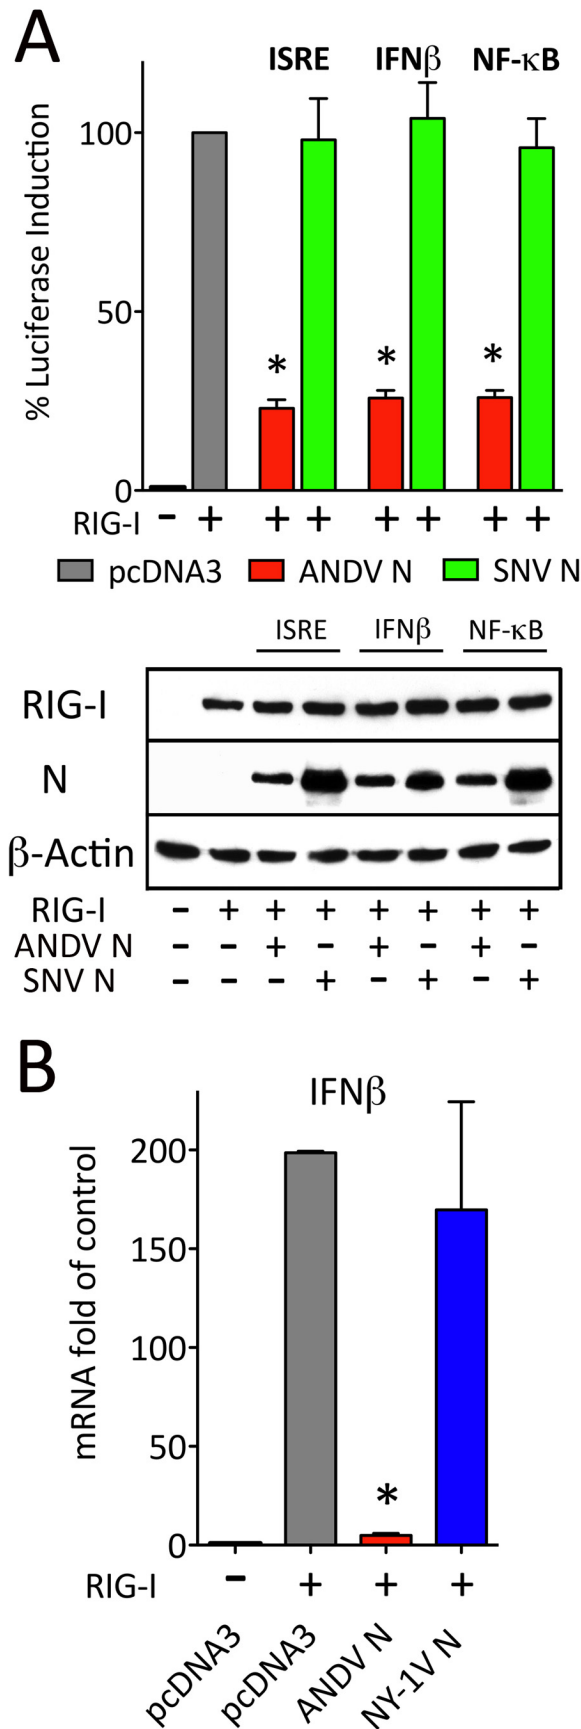 A
ISRE IFNβ NF-κB
% Luciferase Induction
100
50
0
* * *
RIG-I - + + + + + + +
pcDNA3 ANDV N SNV N
ISRE IFNβ NF-κB
RIG-I
N
β-Actin
RIG-I - + + + + + + +
ANDV N - - + - + - + -
SNV N - - - + - + - +
B
IFNβ
mRNA fold of control
200
150
100
50
0
*
RIG-I - + + +
pcDNA3 pcDNA3 ANDV N NY-1V N